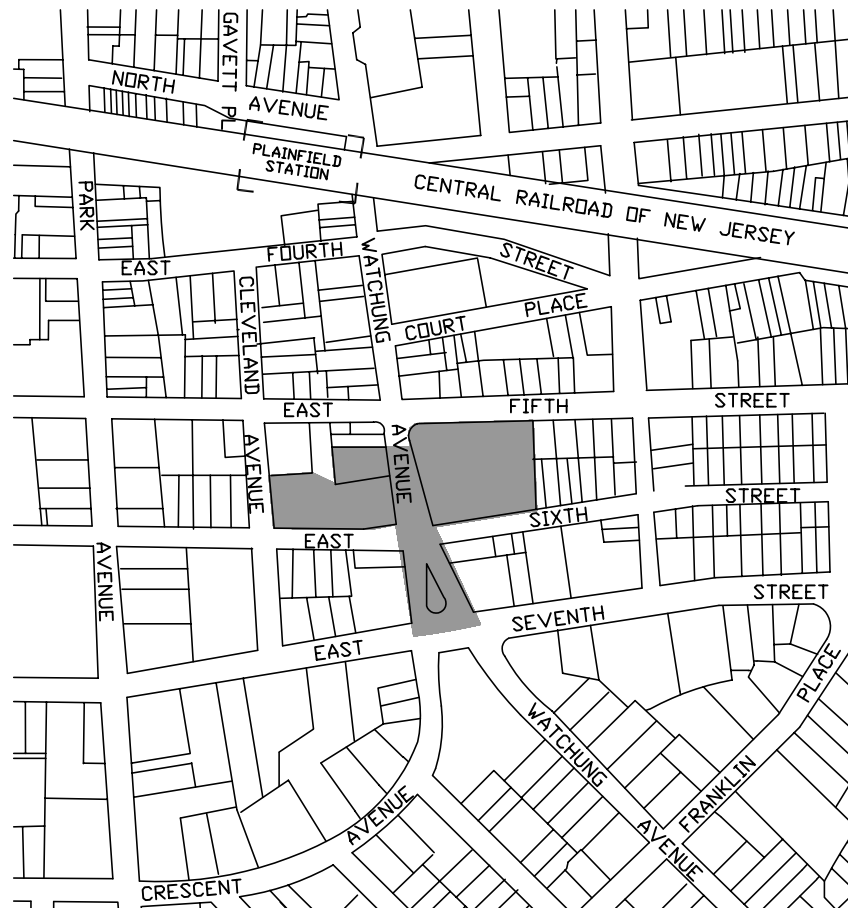 GAVETT PL
NORTH
AVENUE
PLAINFIELD
STATION
CENTRAL RAILROAD OF NEW JERSEY
PARK
EAST
FOURTH
STREET
WATCHUNG
CLEVELAND
COURT
PLACE
EAST
FIFTH
STREET
AVENUE
AVENUE
STREET
SIXTH
EAST
AVENUE
STREET
SEVENTH
EAST
PLACE
WATCHUNG
FRANKLIN
AVENUE
AVENUE
CRESCENT